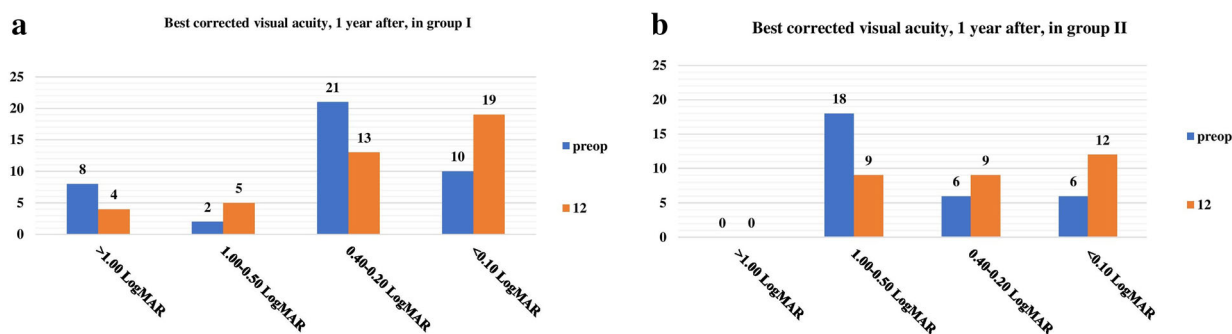 a
Best corrected visual acuity, 1 year after, in group I
25
20
15
10
5
0
8
4
2
5
21
13
10
19
>1.00 LogMAR
1.00-0.50 LogMAR
0.40-0.20 LogMAR
<0.10 LogMAR
preop
12
b
Best corrected visual acuity, 1 year after, in group II
25
20
15
10
5
0
0
0
18
9
6
9
6
12
>1.00 LogMAR
1.00-0.50 LogMAR
0.40-0.20 LogMAR
<0.10 LogMAR
preop
12